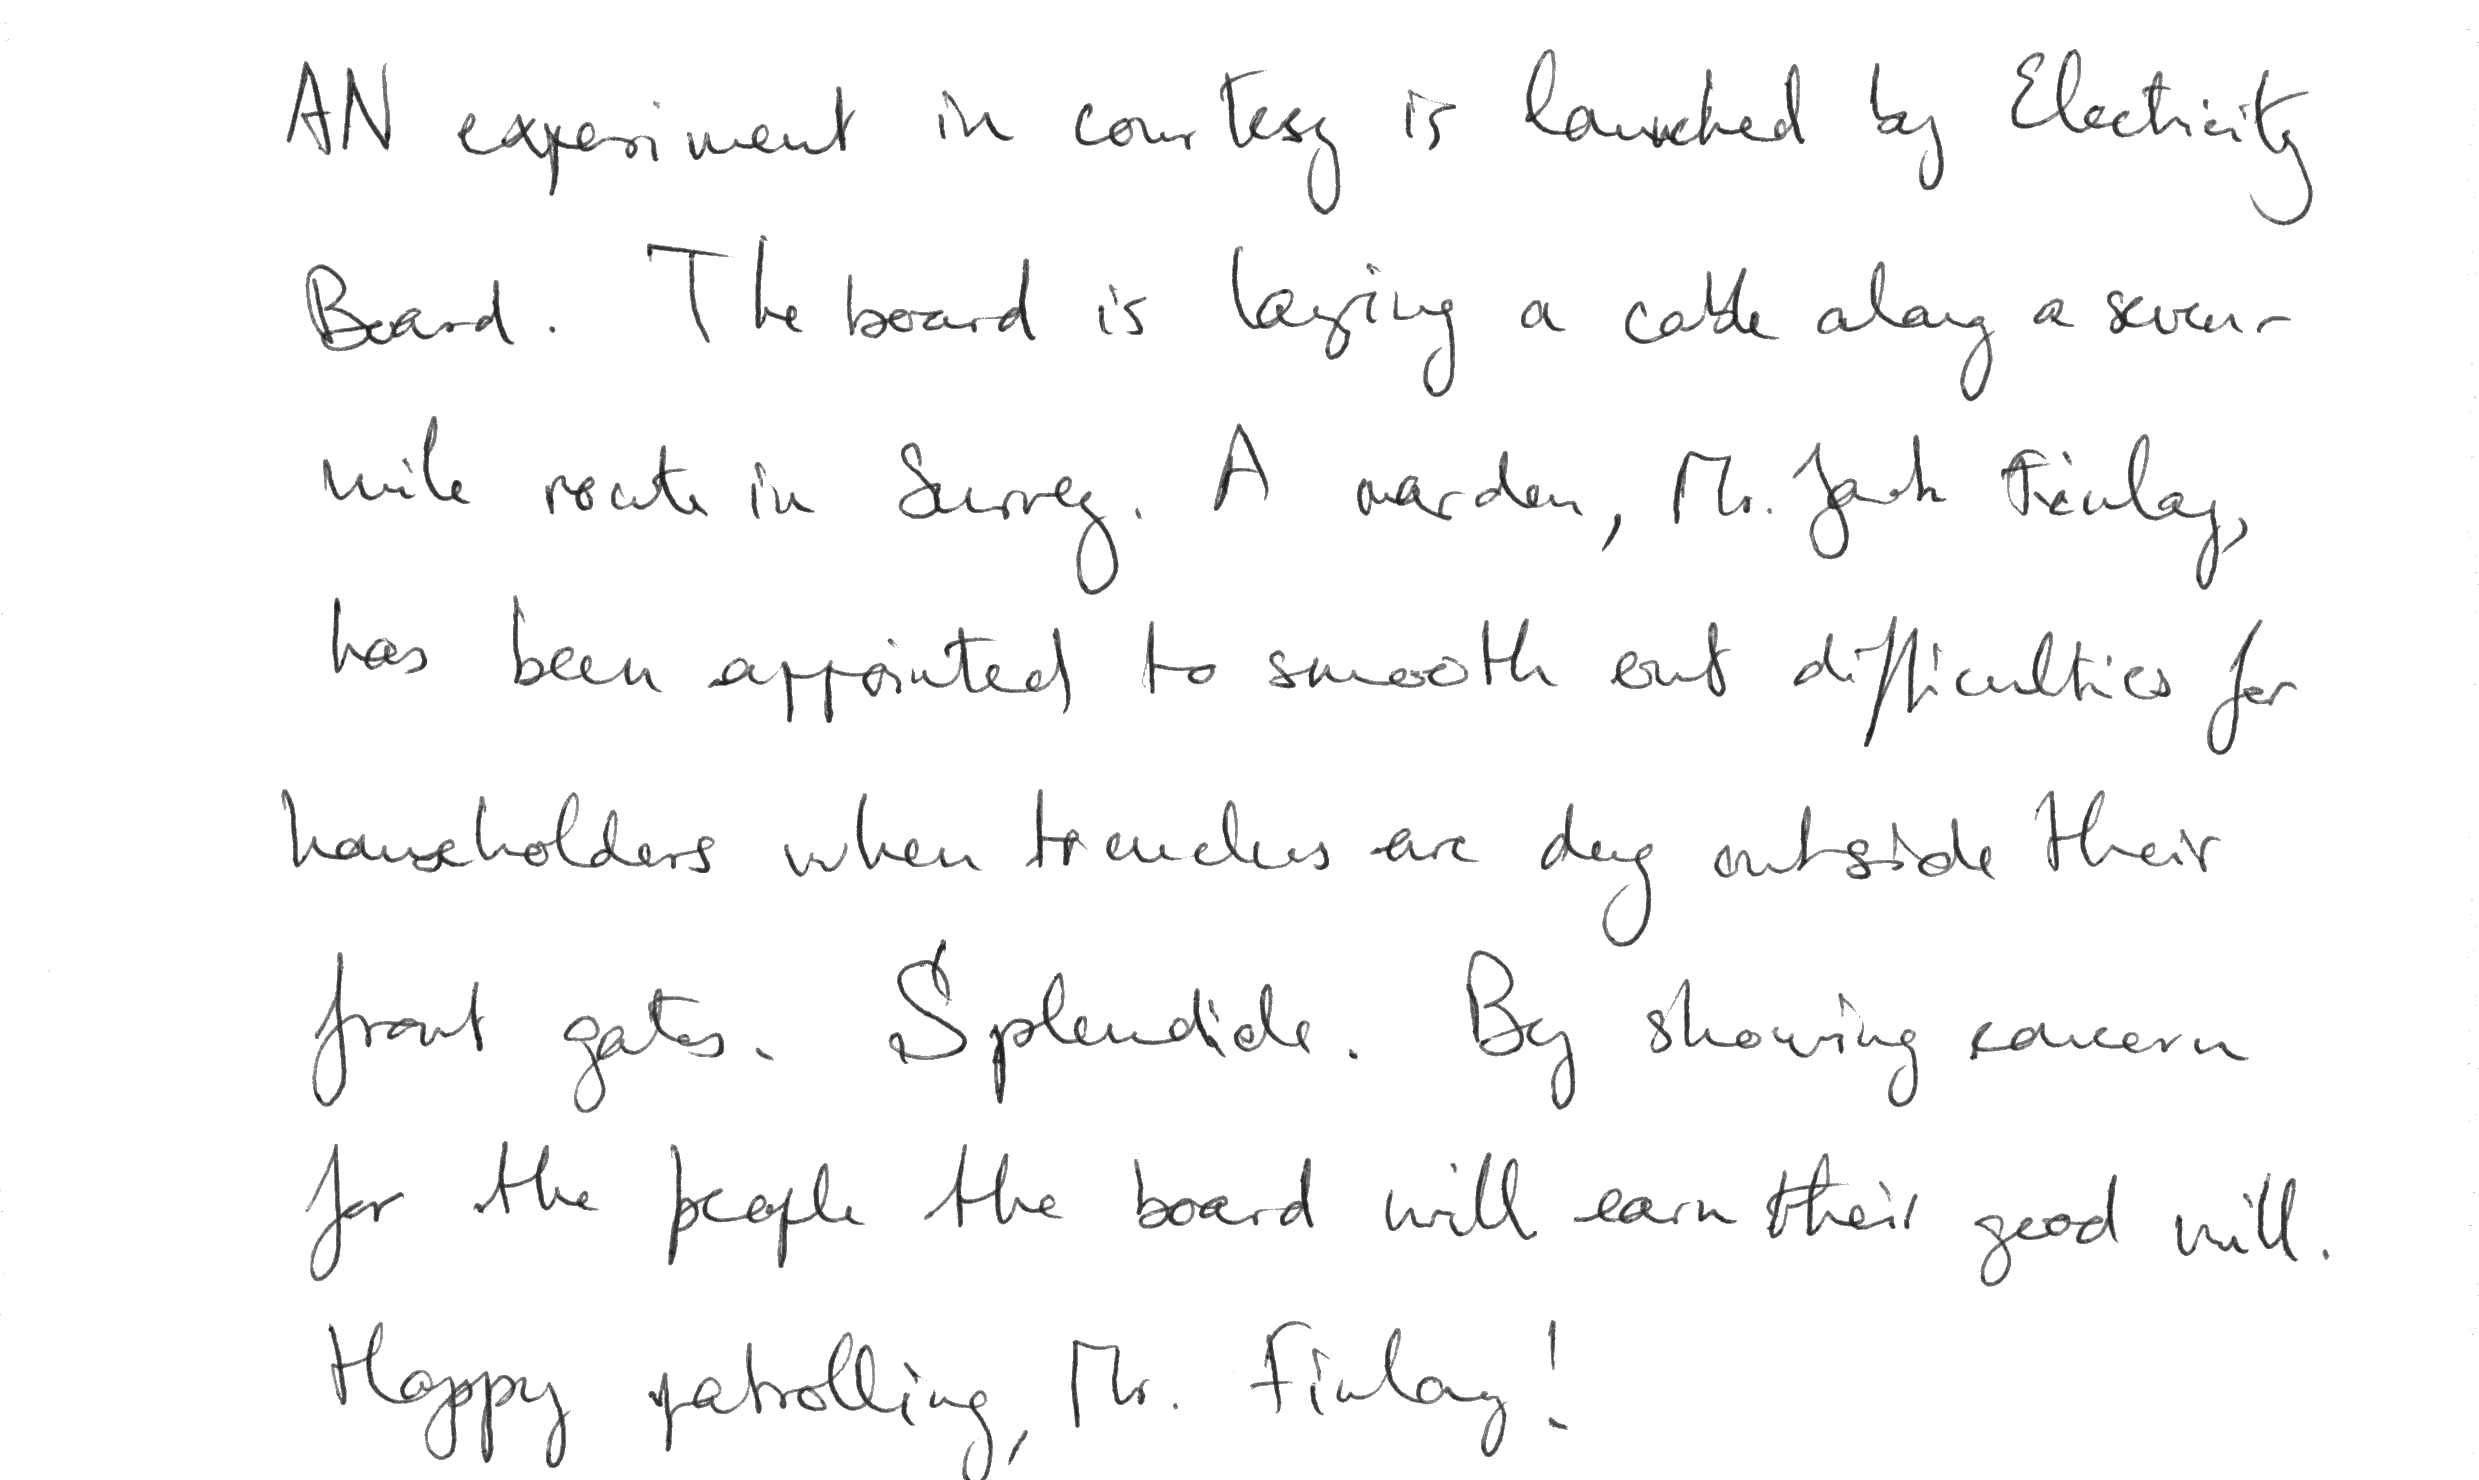 AN experiment in courtesy is launched by Electricity
Board. The board is laying a cable along a seven-
mile route in Surrey. A warden, Mr. Jack Finlay,
has been appointed to smooth out difficulties for
householders when trenches are dug outside their
front gates. Splendid. By showing concern
for the people the board will earn their good will.
Happy patrolling, Mr. Finlay!